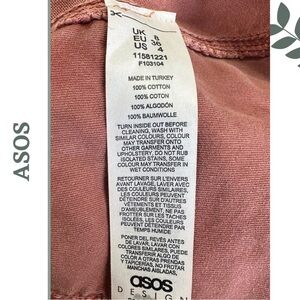 ASOS
UK 8
EU 36
US 4
11581221
F103104
MADE IN TURKEY
100% COTTON
100% COTON
100% ALGODÓN
100% BAUMWOLLE
TURN INSIDE OUT BEFORE
CLEANING, WASH WITH
SIMILAR COLOURS, COLOUR
MAY TRANSFER ONTO
OTHER GARMENTS AND
UPHOLSTERY, DO NOT RUB
ISOLATED STAINS, SOME
COLOUR MAY TRANSFER IN
WET CONDITIONS
RETOURNER SUR L'ENVERS
AVANT LAVAGE, LAVER AVEC
DES COULEURS SIMILAIRES,
LES COULEURS PEUVENT
DÉTEINDRE SUR D'AUTRES
VÊTEMENTS ET TISSUS
D'AMEUBLEMENT, NE PAS
FROTTER SUR LES TACHES
ISOLÉES, LES COULEURS
PEUVENT DÉTEINDRE PAR
TEMPS HUMIDE
PONER DEL REVÉS ANTES
DE LAVAR, LAVAR CON
COLORES SIMILARES, PUEDE
TRANSFERIR ALGO DE
COLOR A OTRAS PRENDAS
Y TAPICERÍAS, NO FROTAR
MANCHAS AISLADAS,
asos
DESIGN